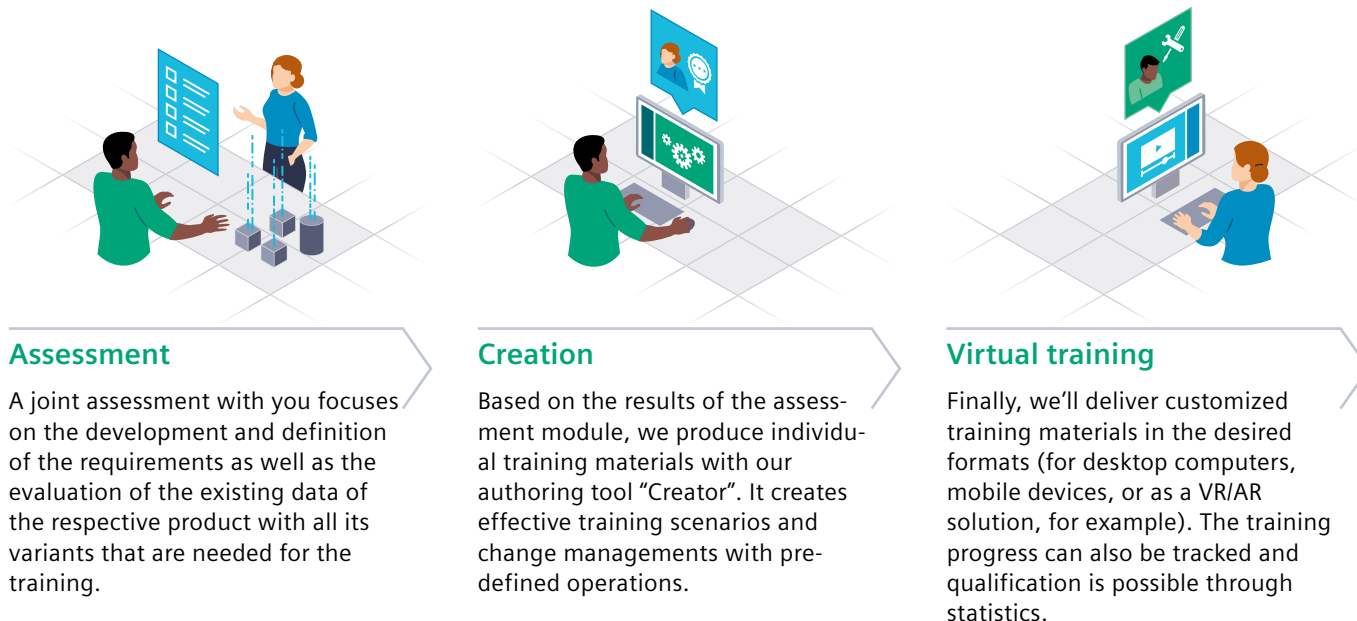 Assessment
A joint assessment with you focuses
on the development and definition
of the requirements as well as the
evaluation of the existing data of
the respective product with all its
variants that are needed for the
training.
Creation
Based on the results of the assess-
ment module, we produce individu-
al training materials with our
authoring tool “Creator”. It creates
effective training scenarios and
change managements with pre-
defined operations.
Virtual training
Finally, we’ll deliver customized
training materials in the desired
formats (for desktop computers,
mobile devices, or as a VR/AR
solution, for example). The training
progress can also be tracked and
qualification is possible through
statistics.